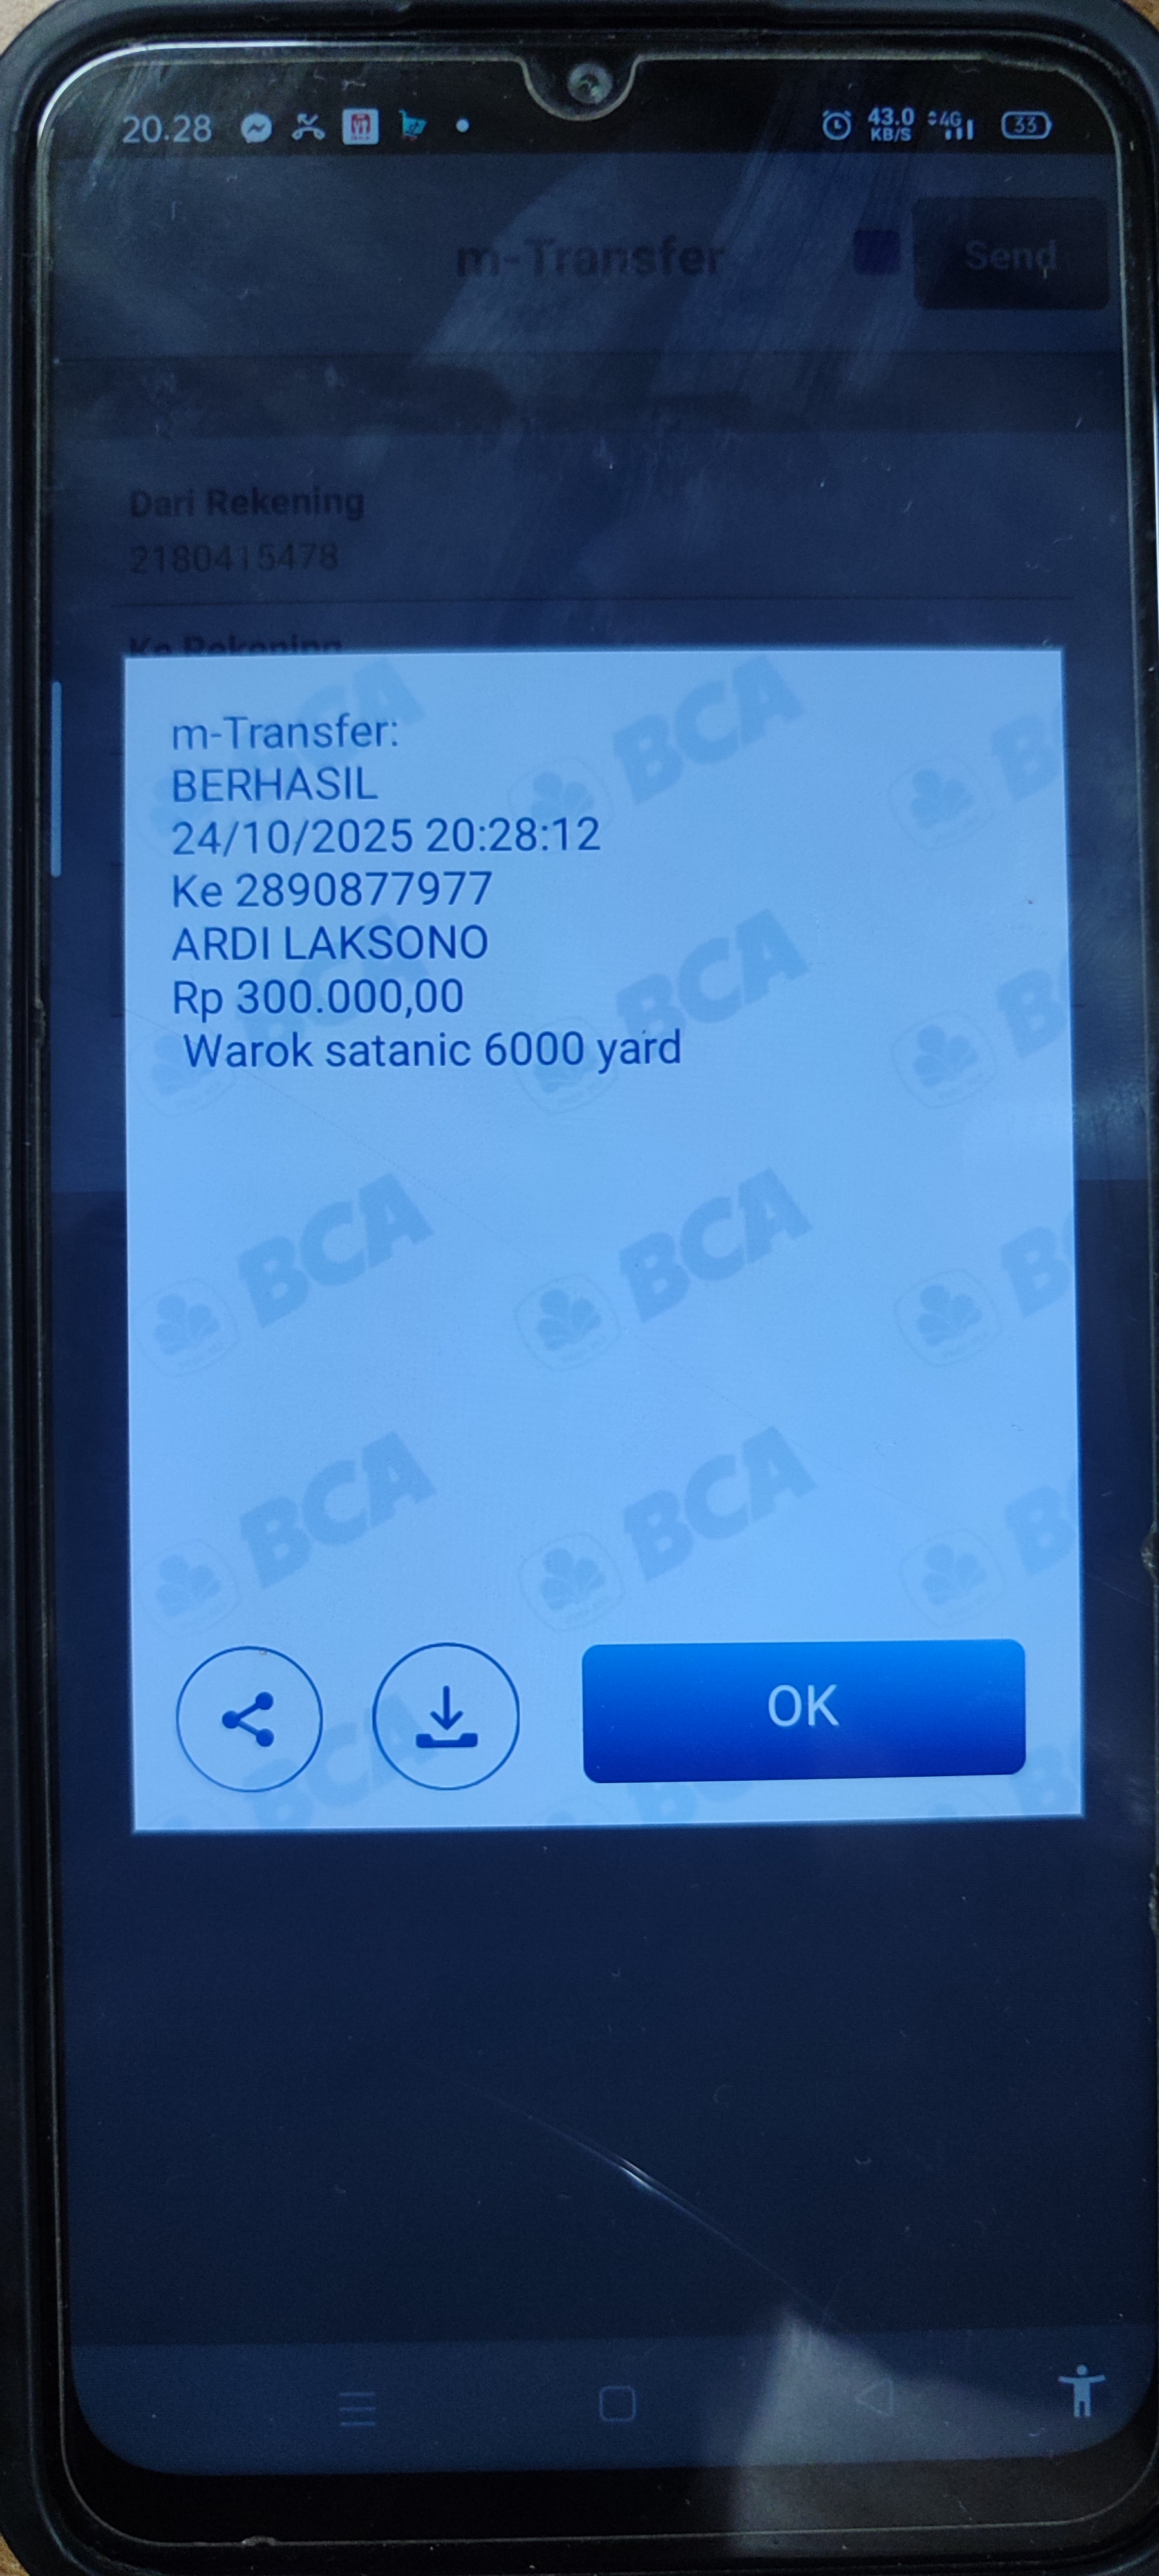 20.28
43.0
KB/S
4G
33
m-Transfer
Send
Dari Rekening
2180415478
Ke Rekening
m-Transfer:
BERHASIL
24/10/2025 20:28:12
Ke 2890877977
ARDI LAKSONO
Rp 300.000,00
Warok satanic 6000 yard
BCA
BCA
BCA
BCA
BCA
BCA
BCA
OK